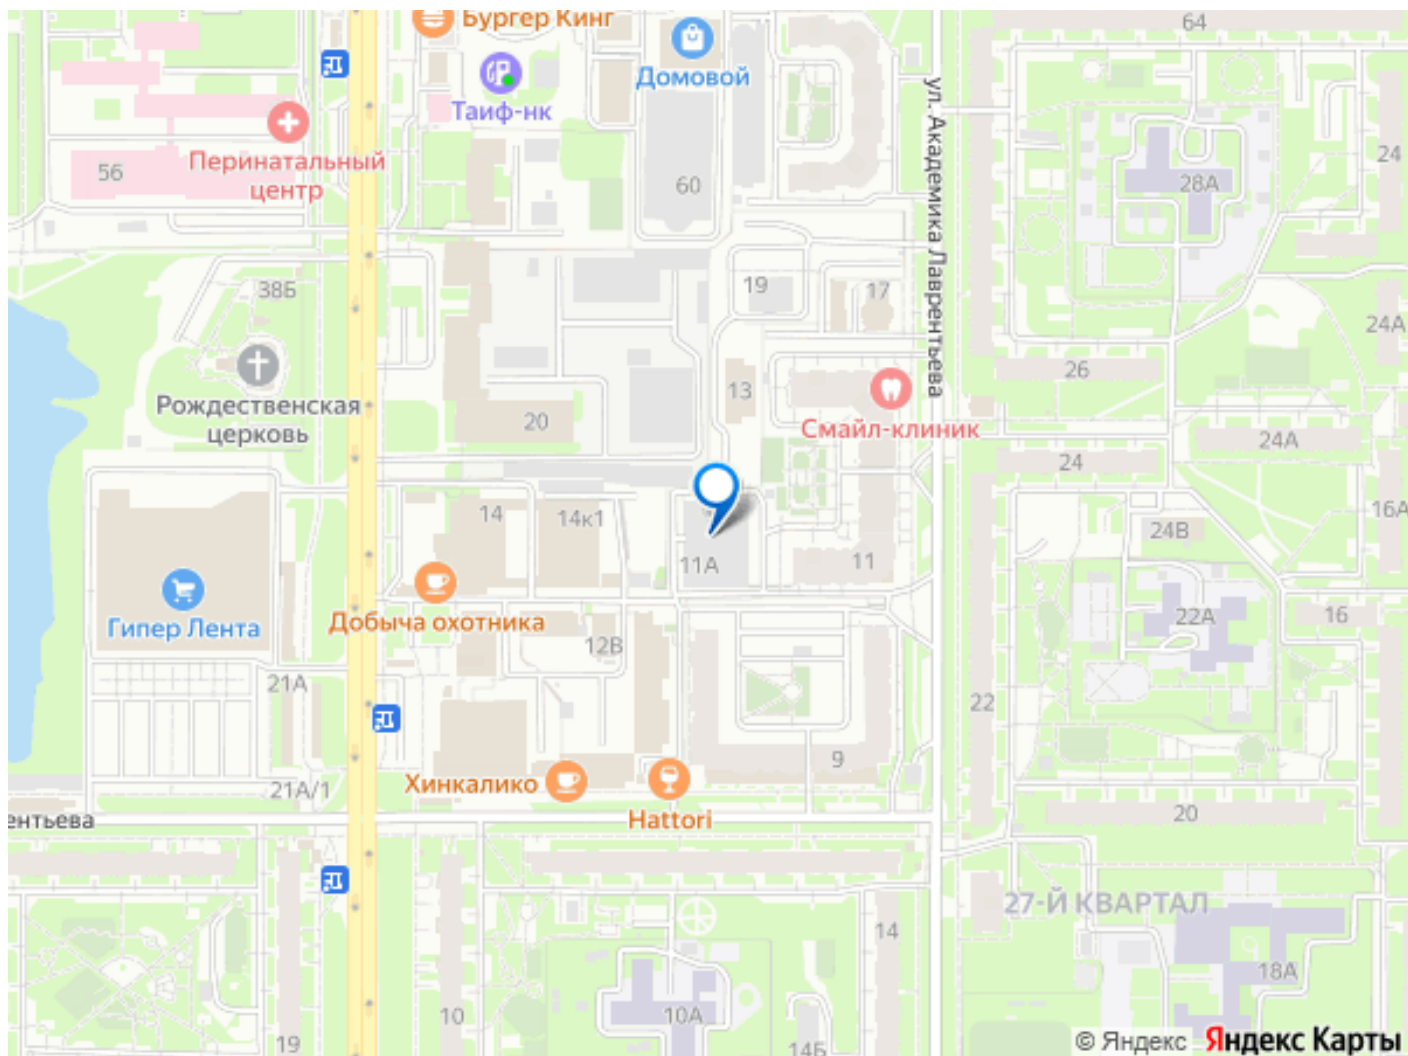 64
Бургер Кинг
Домовой
Таиф-нк
Перинатальный
центр
56
60
24
28А
ул. Академика Лаврентьева
38Б
19
17
24А
Рождественская
церковь
26
13
20
Смайл-клиник
24А
24
16А
14
14к1
24В
11А
11
Гипер Лента
Добыча охотника
22А
16
12В
21А
22
9
Хинкалико
21А/1
Hattori
20
ентьева
27-Й КВАРТАЛ
14
18А
10
10А
19
14Б
© Яндекс
Яндекс Карты